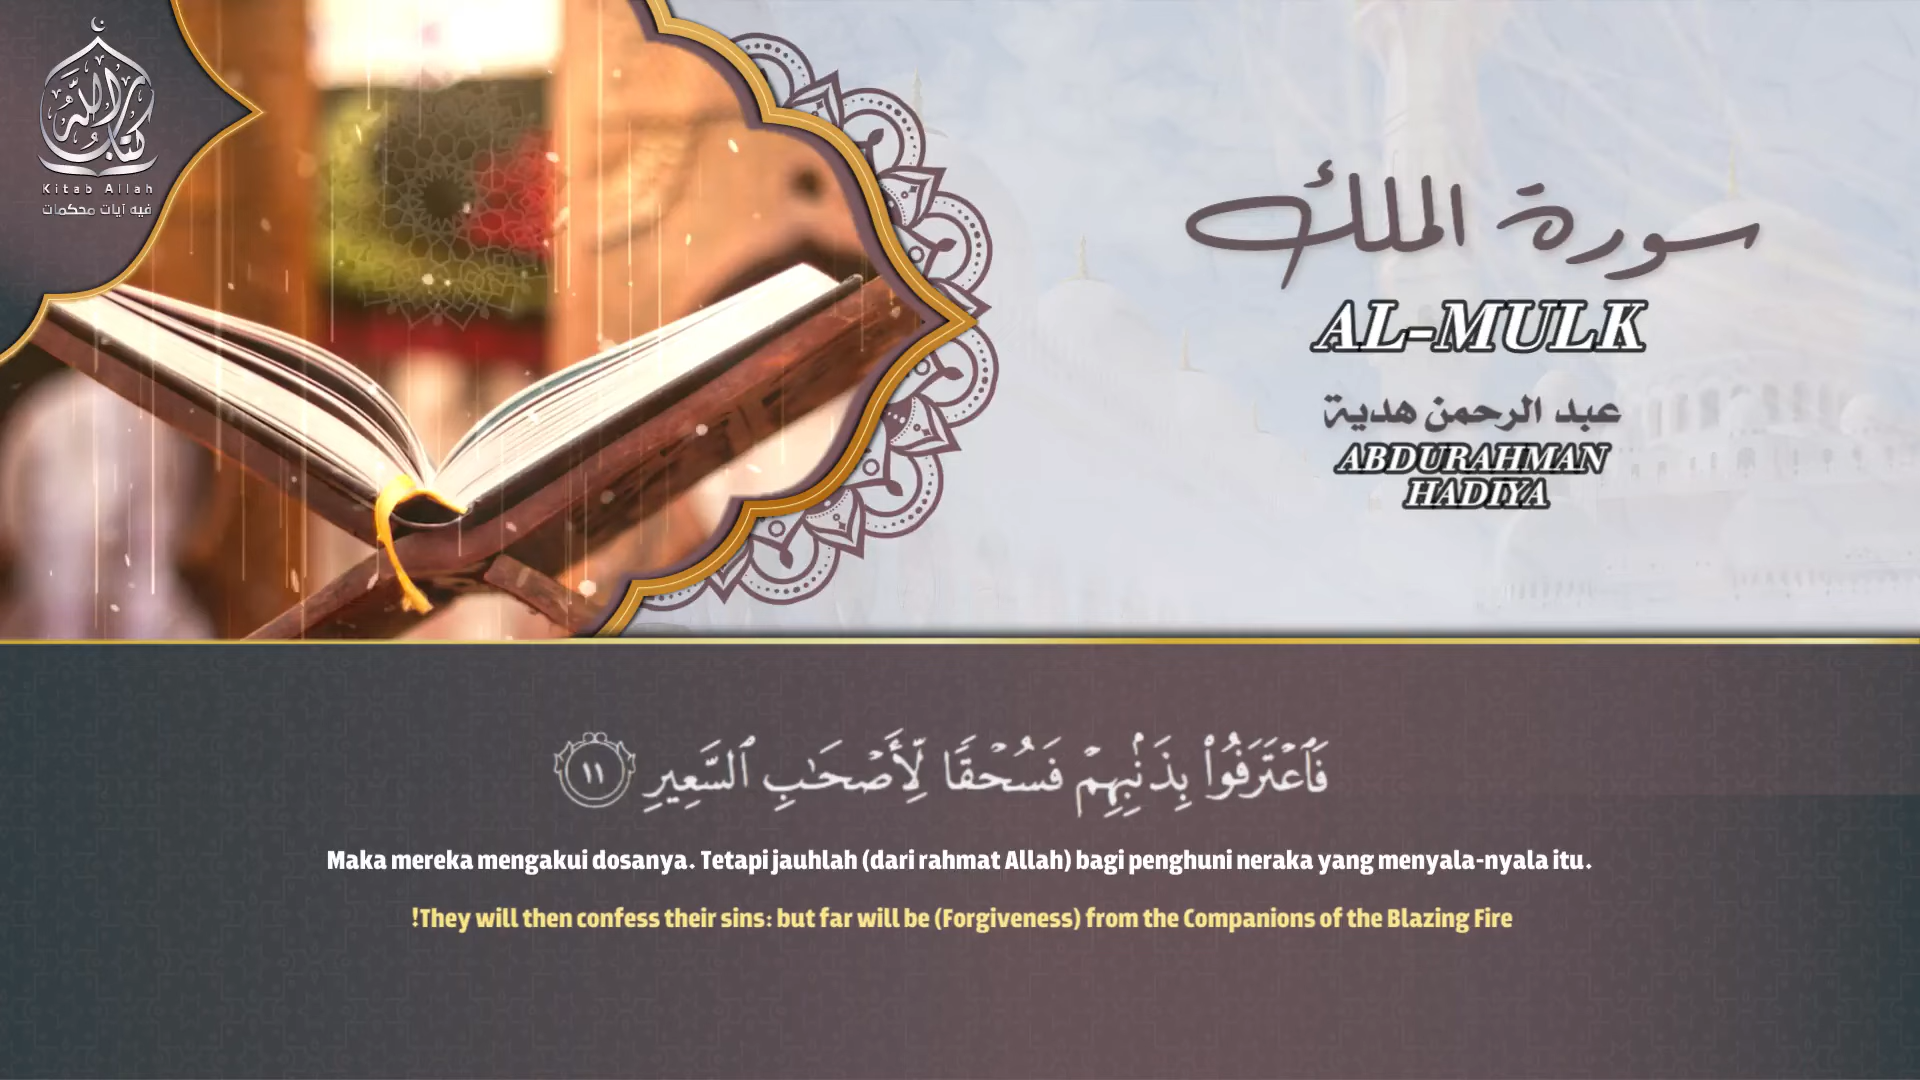 كتاب الله
Kitab Allah
فيه آيات محكمات
سورة الملك
AL-MULK
عبد الرحمن هدية
ABDURAHMAN
HADIYA
فَٱعْتَرَفُوا۟ بِذَنۢبِهِمْ فَسُحْقًا لِّأَصْحَـٰبِ ٱلسَّعِيرِ ١١
Maka mereka mengakui dosanya. Tetapi jauhlah (dari rahmat Allah) bagi penghuni neraka yang menyala-nyala itu.
!They will then confess their sins: but far will be (Forgiveness) from the Companions of the Blazing Fire